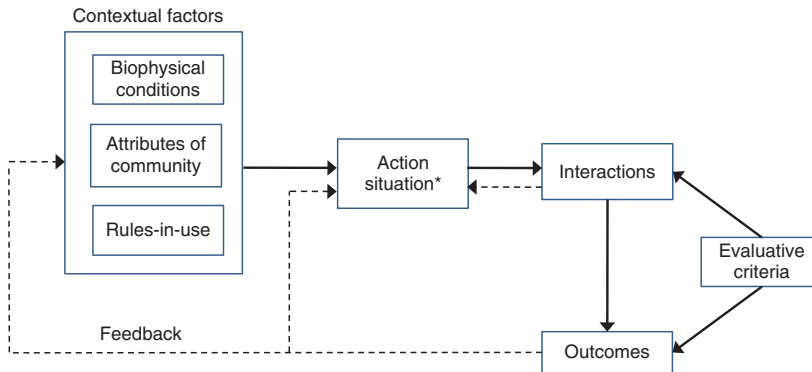 Contextual factors
Biophysical
conditions
Attributes of
community
Rules-in-use
Action
situation*
Interactions
Evaluative
criteria
Feedback
Outcomes